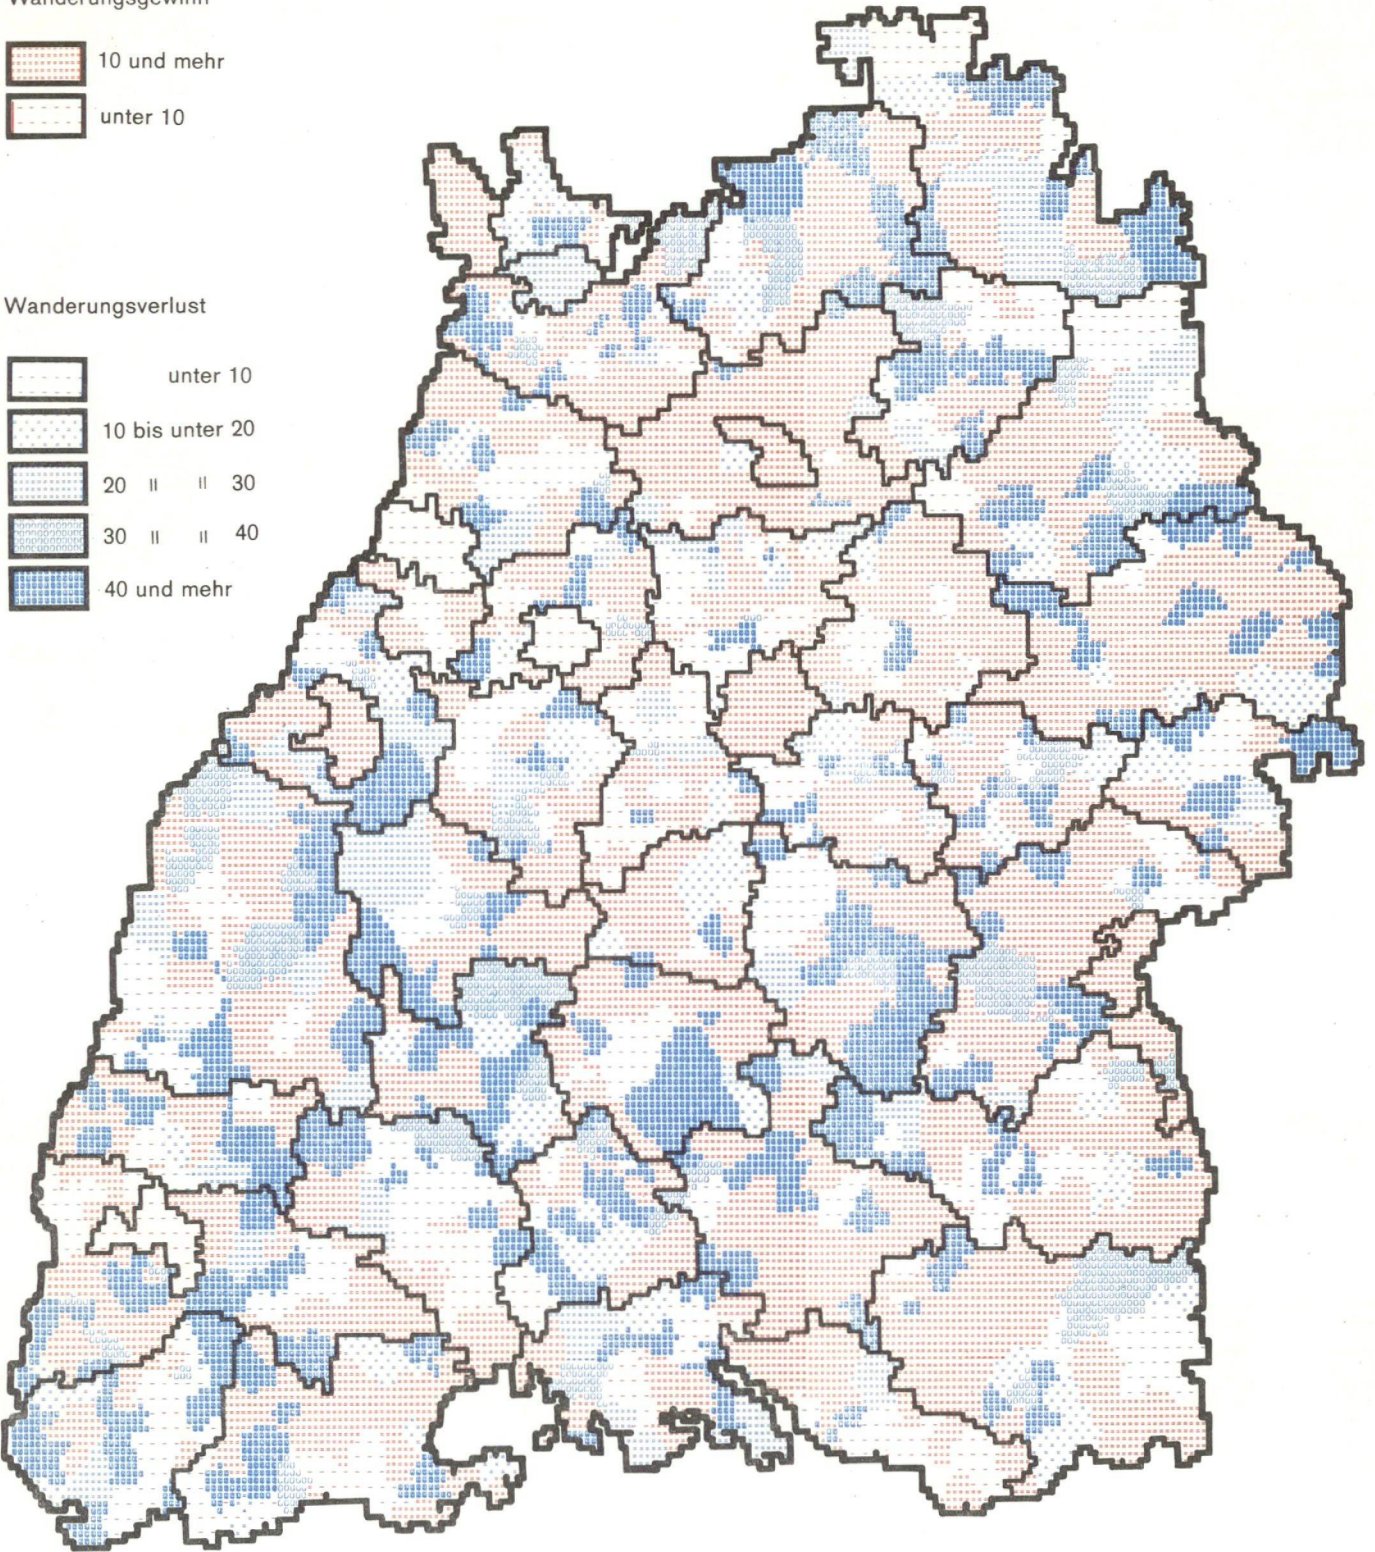 Wanderungsgewinn
10 und mehr
unter 10
Wanderungsverlust
unter 10
10 bis unter 20
20 " " 30
30 " " 40
40 und mehr